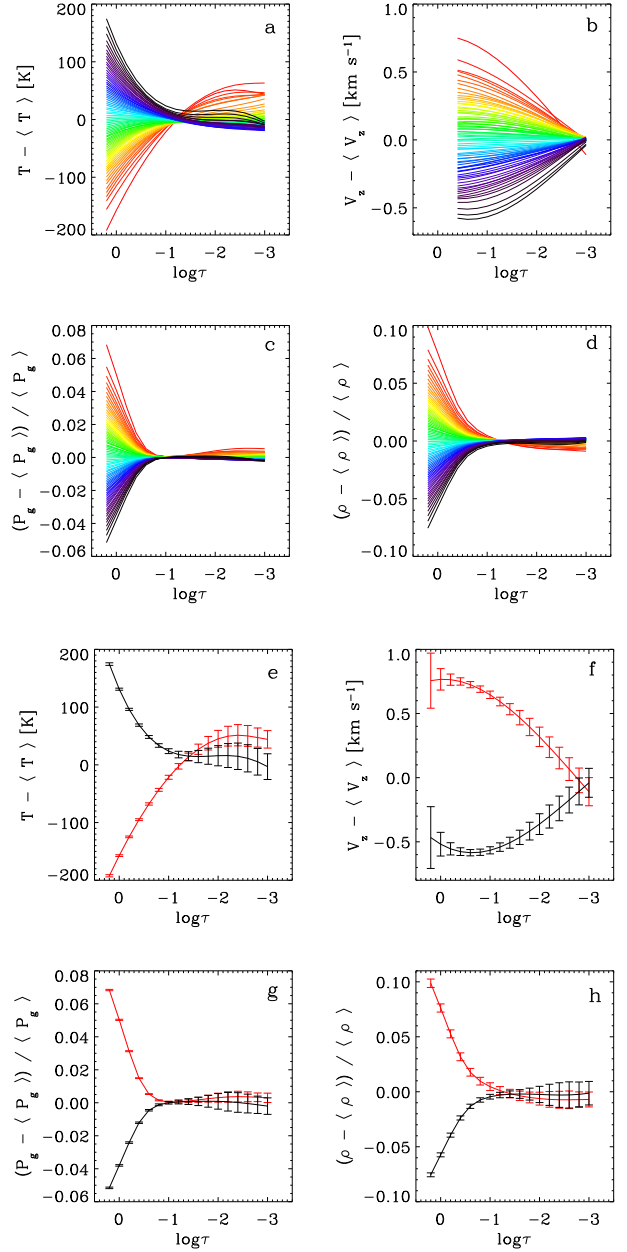 a
200
100
0
−100
−200
T − ⟨ T ⟩ [K]
0 −1 −2 −3
logτ
b
1.0
0.5
0.0
−0.5
V_z − ⟨ V_z ⟩ [km s⁻¹]
0 −1 −2 −3
logτ
c
0.08
0.06
0.04
0.02
0.00
−0.02
−0.04
−0.06
(P_g − ⟨ P_g ⟩) / ⟨ P_g ⟩
0 −1 −2 −3
logτ
d
0.10
0.05
0.00
−0.05
−0.10
(ρ − ⟨ ρ ⟩) / ⟨ ρ ⟩
0 −1 −2 −3
logτ
e
200
100
0
−100
−200
T − ⟨ T ⟩ [K]
0 −1 −2 −3
logτ
f
1.0
0.5
0.0
−0.5
V_z − ⟨ V_z ⟩ [km s⁻¹]
0 −1 −2 −3
logτ
g
0.08
0.06
0.04
0.02
0.00
−0.02
−0.04
−0.06
(P_g − ⟨ P_g ⟩) / ⟨ P_g ⟩
0 −1 −2 −3
logτ
h
0.10
0.05
0.00
−0.05
−0.10
(ρ − ⟨ ρ ⟩) / ⟨ ρ ⟩
0 −1 −2 −3
logτ